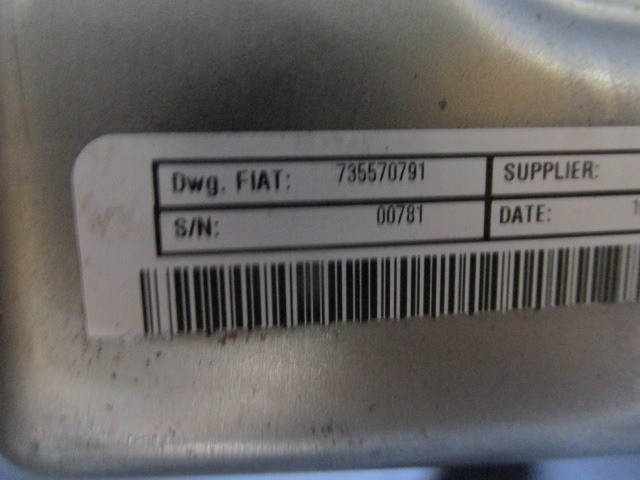 Dwg. FIAT: 735570791 SUPPLIER:
S/N: 00781 DATE: